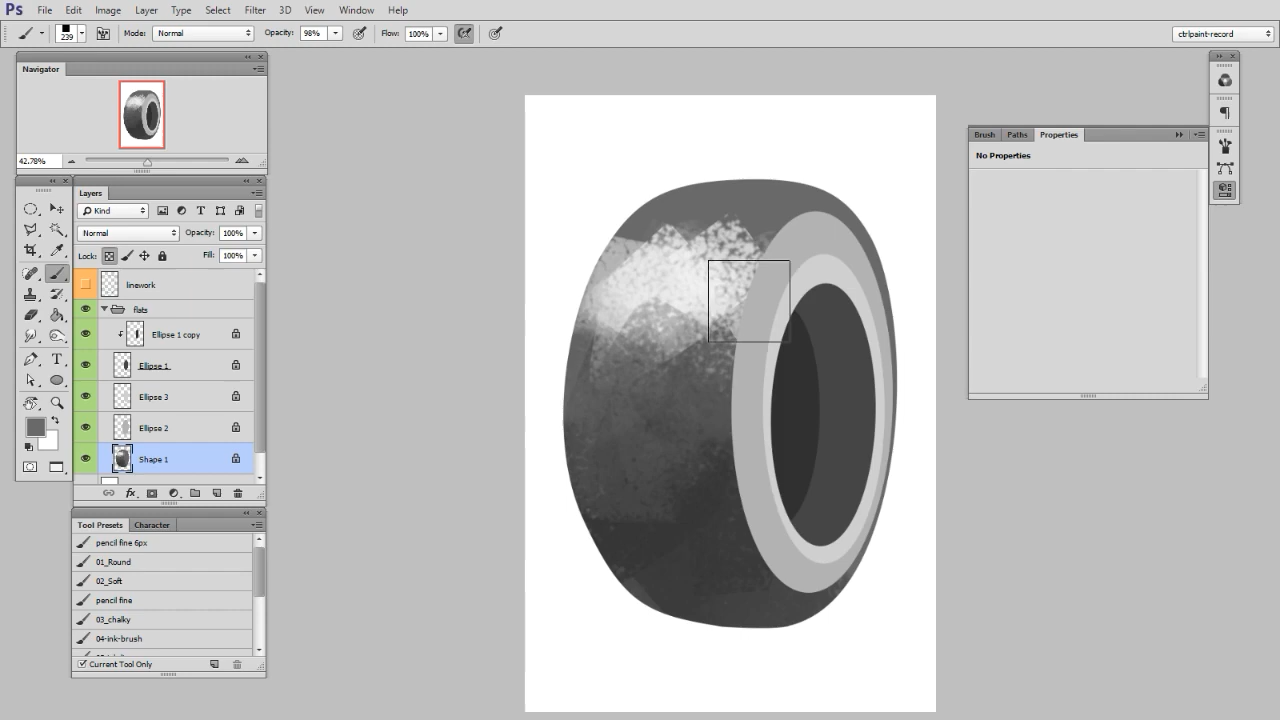 Ps File Edit Image Layer Type Select Filter 3D View Window Help
239 Mode: Normal Opacity: 98% Flow: 100% ctrlpaint-record
Navigator
42.78%
Layers
Kind
Normal Opacity: 100%
Lock: Fill: 100%
linework
flats
Ellipse 1 copy
Ellipse 1
Ellipse 3
Ellipse 2
Shape 1
fx
Tool Presets Character
pencil fine 6px
01_Round
02_Soft
pencil fine
03_chalky
04-ink-brush
Current Tool Only
Brush Paths Properties
No Properties